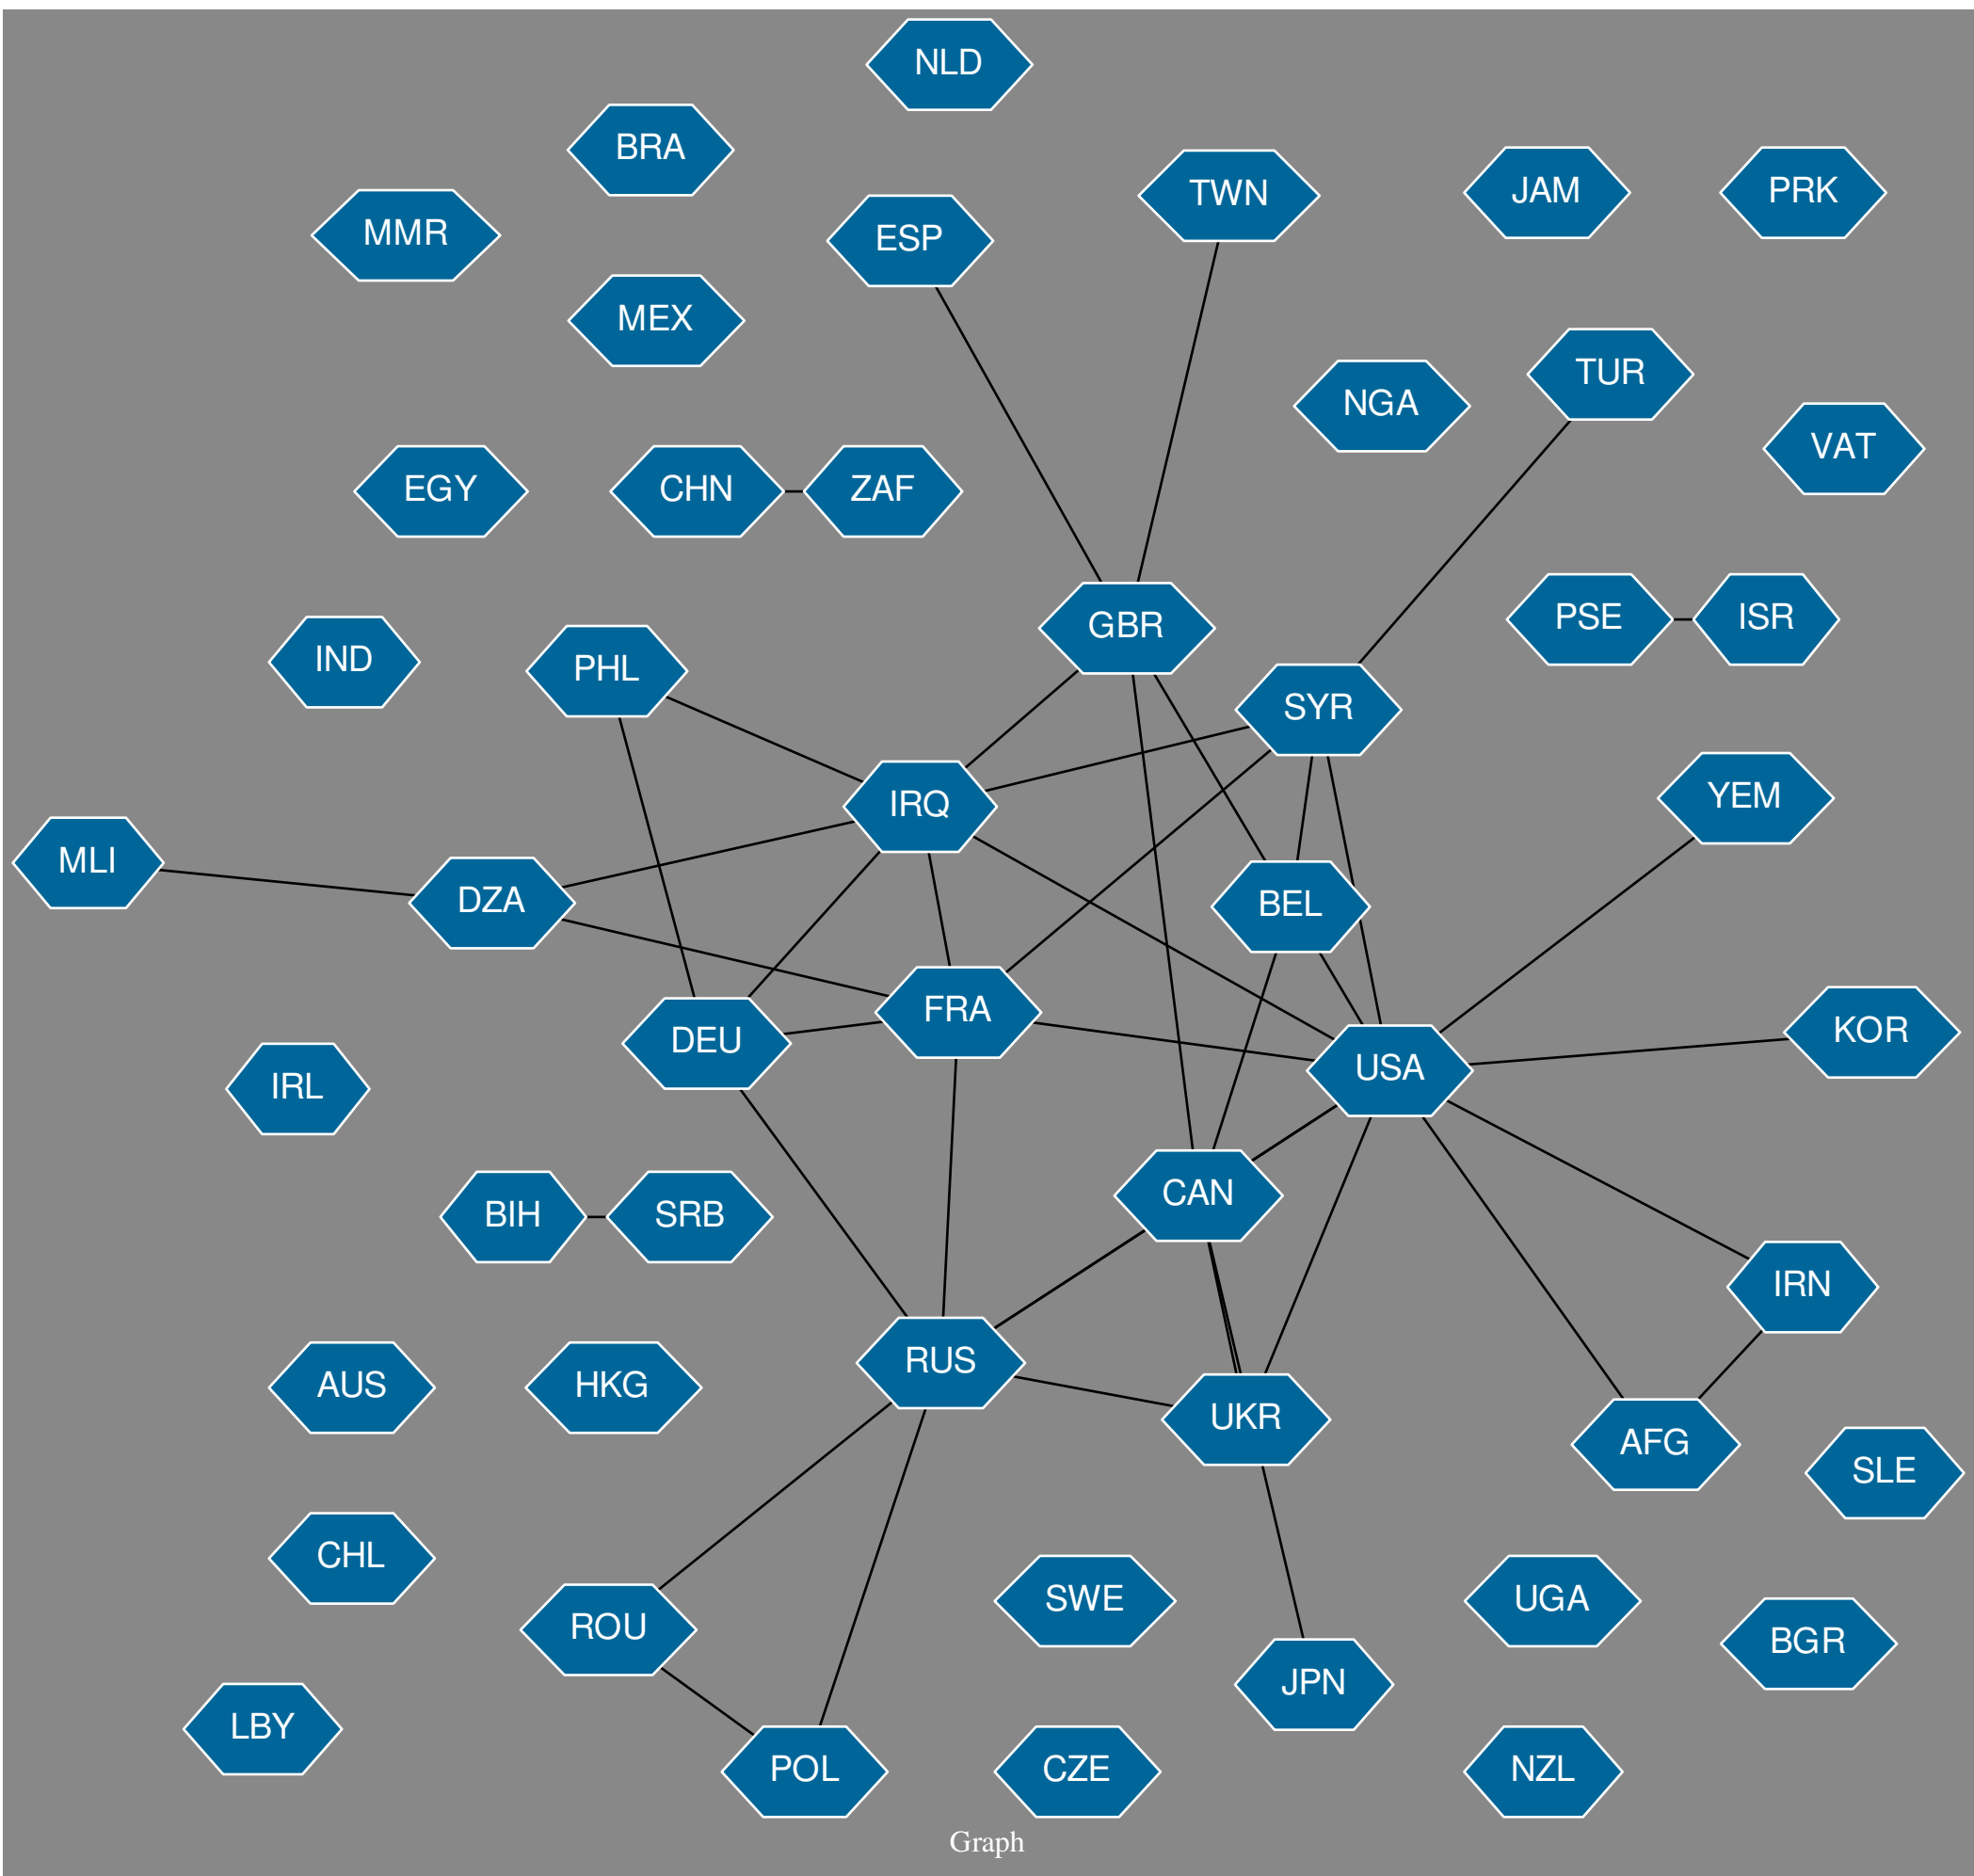 NLD
BRA
TWN
JAM
PRK
MMR
ESP
MEX
TUR
NGA
VAT
EGY
CHN
ZAF
GBR
PSE
ISR
IND
PHL
SYR
IRQ
YEM
MLI
DZA
BEL
FRA
DEU
KOR
USA
IRL
CAN
BIH
SRB
IRN
RUS
AUS
HKG
UKR
AFG
SLE
CHL
SWE
UGA
ROU
BGR
JPN
LBY
POL
CZE
NZL
Graph